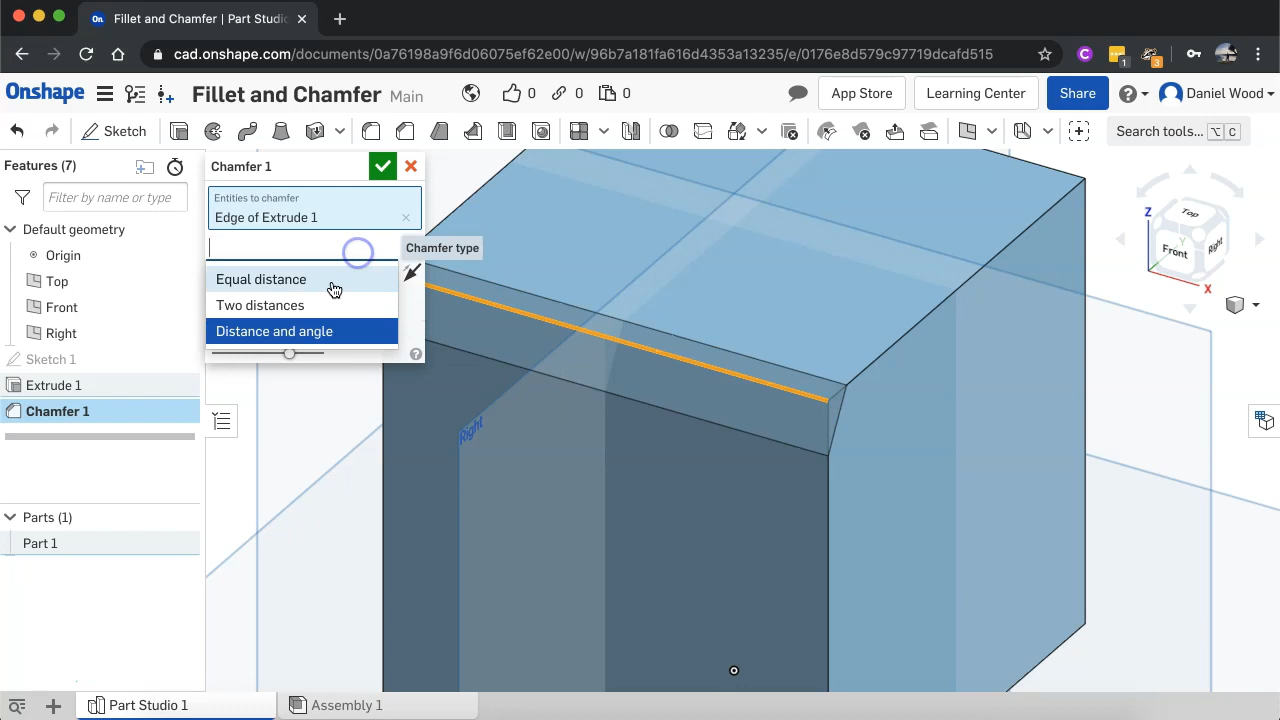 Fillet and Chamfer | Part Studio
cad.onshape.com/documents/0a76198a9f6d06075ef62e00/w/96b7a181fa616d4353a13235/e/0176e8d579c97719dcafd515
1
3
Onshape
Fillet and Chamfer Main
0
0
0
App Store
Learning Center
Share
Daniel Wood
Sketch
Search tools... ⌥ C
Features (7)
Filter by name or type
Default geometry
Origin
Top
Front
Right
Sketch 1
Extrude 1
Chamfer 1
Parts (1)
Part 1
Chamfer 1
Entities to chamfer
Edge of Extrude 1
Chamfer type
Equal distance
Two distances
Distance and angle
Right
Z
Top
Front
Y
Right
X
Part Studio 1
Assembly 1